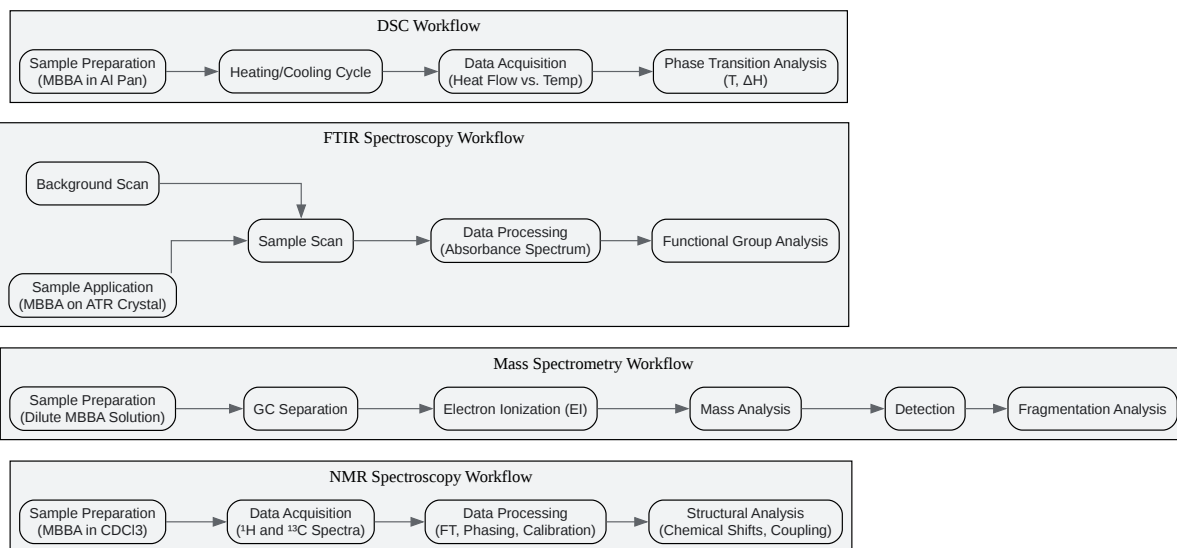 DSC Workflow
Sample Preparation
(MBBA in Al Pan)
Heating/Cooling Cycle
Data Acquisition
(Heat Flow vs. Temp)
Phase Transition Analysis
(T, ΔH)
FTIR Spectroscopy Workflow
Background Scan
Sample Application
(MBBA on ATR Crystal)
Sample Scan
Data Processing
(Absorbance Spectrum)
Functional Group Analysis
Mass Spectrometry Workflow
Sample Preparation
(Dilute MBBA Solution)
GC Separation
Electron Ionization (EI)
Mass Analysis
Detection
Fragmentation Analysis
NMR Spectroscopy Workflow
Sample Preparation
(MBBA in CDCl3)
Data Acquisition
(¹H and ¹³C Spectra)
Data Processing
(FT, Phasing, Calibration)
Structural Analysis
(Chemical Shifts, Coupling)